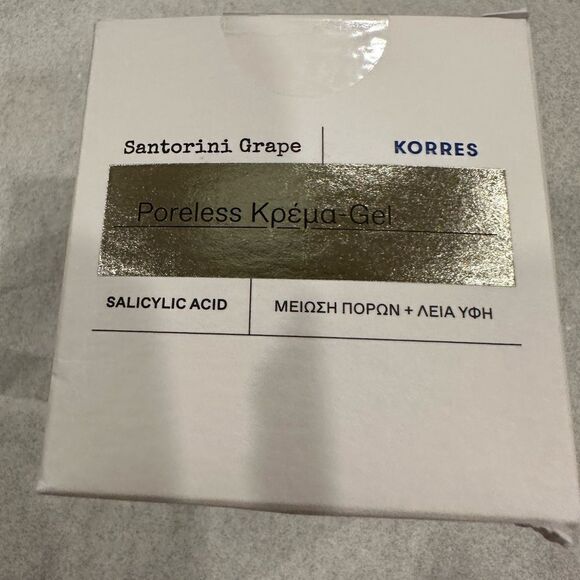 Santorini Grape
KORRES
Poreless Κρέμα-Gel
SALICYLIC ACID
ΜΕΙΩΣΗ ΠΟΡΩΝ + ΛΕΙΑ ΥΦΗ